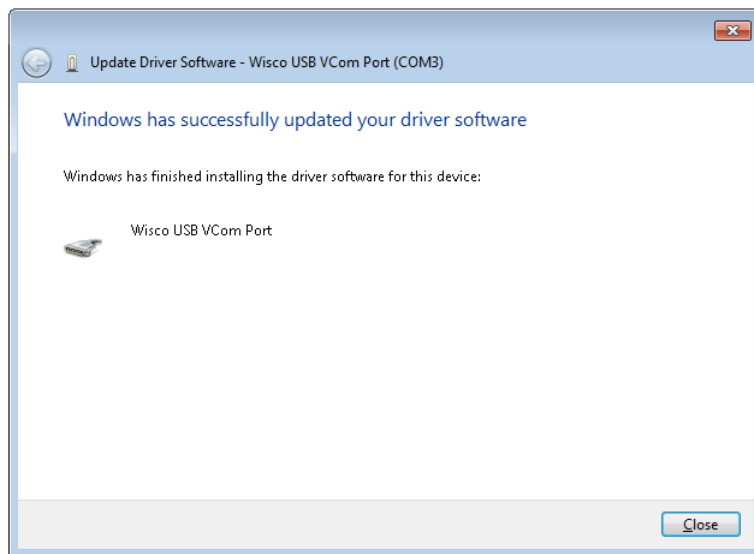 Update Driver Software - Wisco USB VCom Port (COM3)
Windows has successfully updated your driver software
Windows has finished installing the driver software for this device:
Wisco USB VCom Port
Close